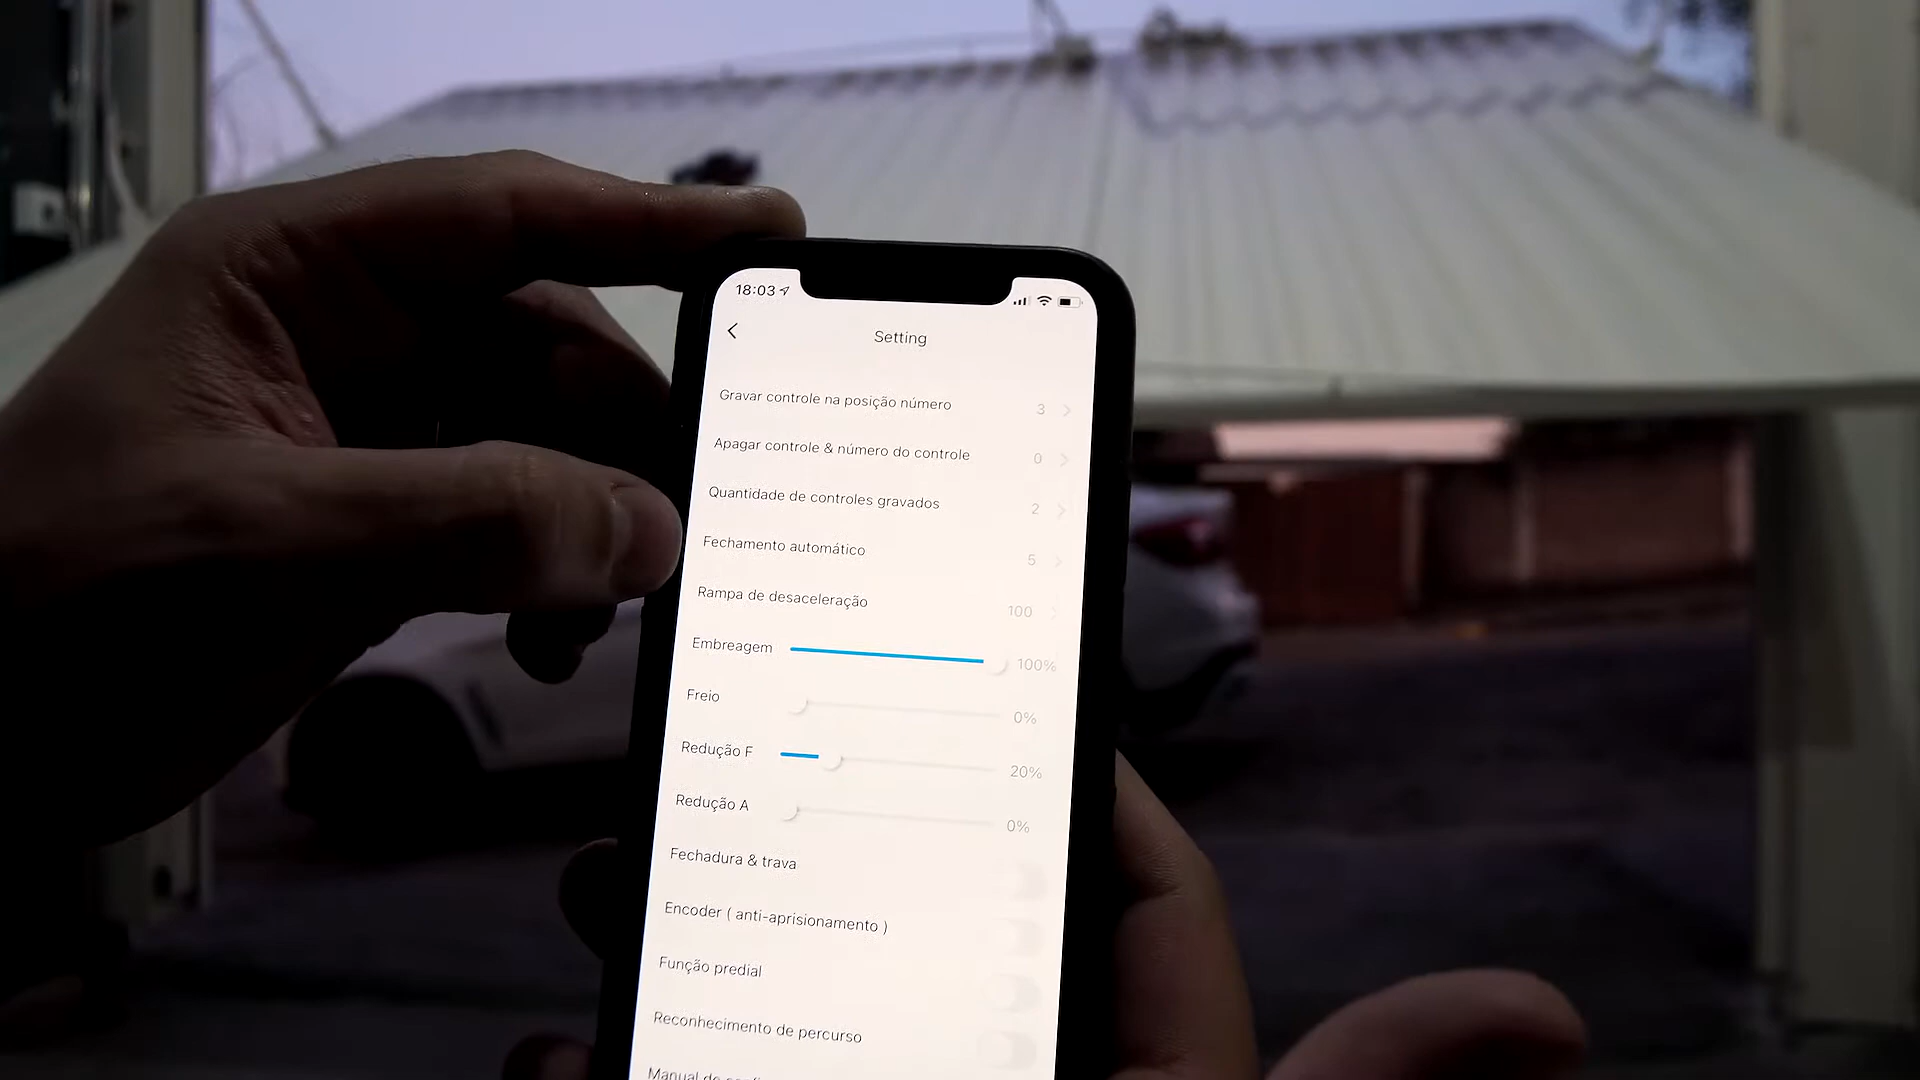 18:03
Setting
Gravar controle na posição número 3
Apagar controle & número do controle 0
Quantidade de controles gravados 2
Fechamento automático 5
Rampa de desaceleração 100
Embreagem 100%
Freio 0%
Redução F 20%
Redução A 0%
Fechadura & trava
Encoder ( anti-aprisionamento )
Função predial
Reconhecimento de percurso
Manual de